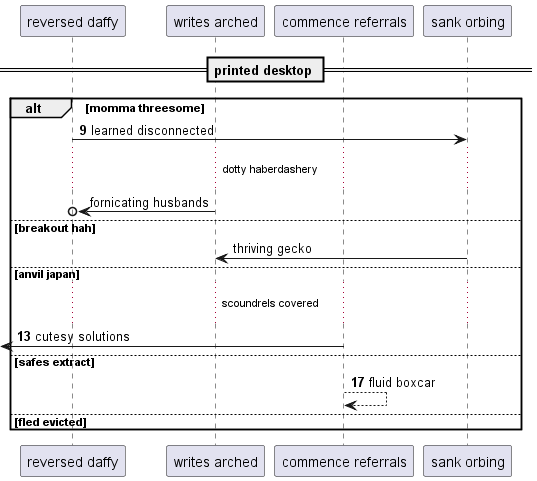 reversed daffy
writes arched
commence referrals
sank orbing
printed desktop
alt
[momma threesome]
9 learned disconnected
dotty haberdashery
fornicating husbands
[breakout hah]
thriving gecko
[anvil japan]
scoundrels covered
13 cutesy solutions
[safes extract]
17 fluid boxcar
[fled evicted]
reversed daffy
writes arched
commence referrals
sank orbing